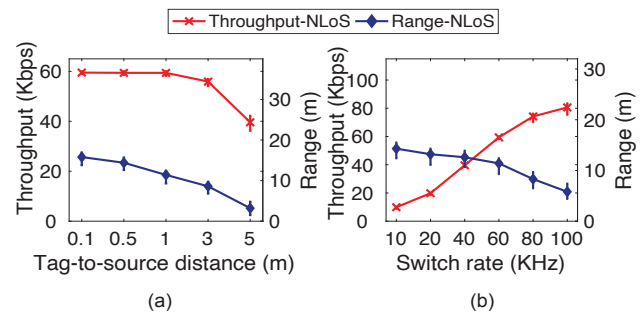 Throughput-NLoS Range-NLoS
Throughput (Kbps)
60
40
20
0
30
20
10
0
Range (m)
0.1 0.5 1 3 5
Tag-to-source distance (m)
(a)
Throughput (Kbps)
100
80
60
40
20
0
30
20
10
0
Range (m)
10 20 40 60 80 100
Switch rate (KHz)
(b)